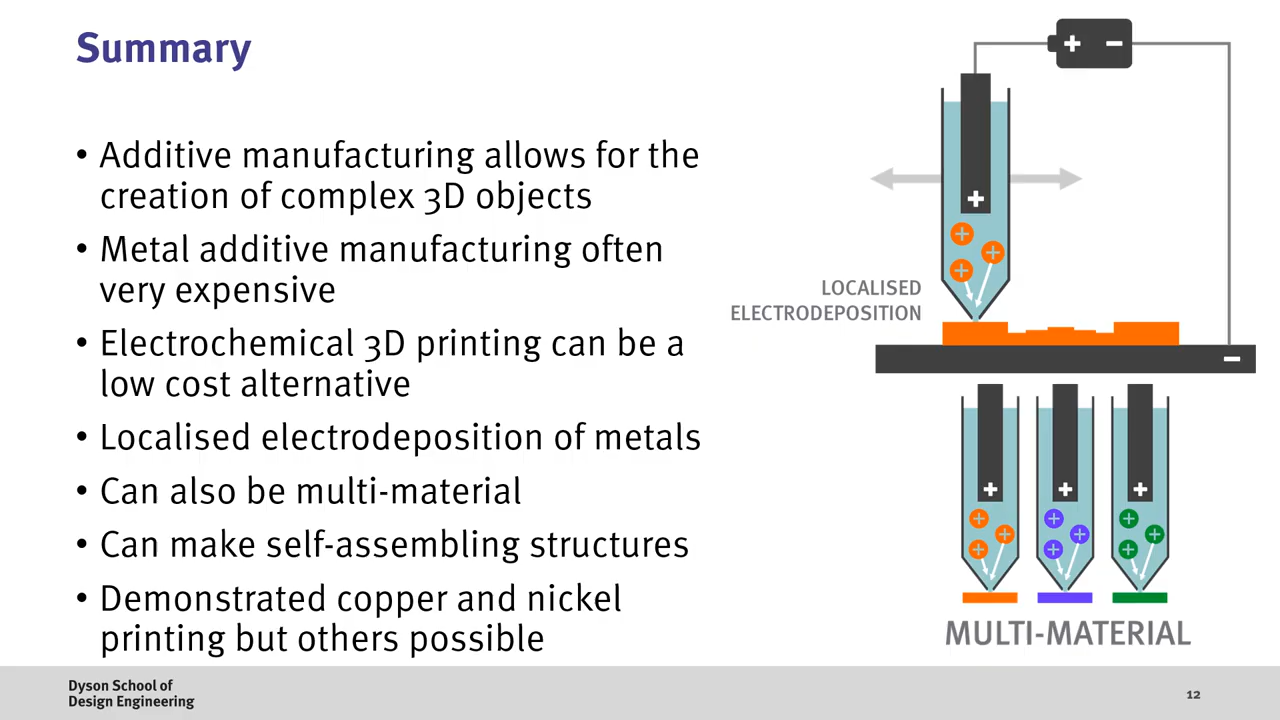 Summary
• Additive manufacturing allows for the
creation of complex 3D objects
• Metal additive manufacturing often
very expensive
• Electrochemical 3D printing can be a
low cost alternative
• Localised electrodeposition of metals
• Can also be multi-material
• Can make self-assembling structures
• Demonstrated copper and nickel
printing but others possible
LOCALISED
ELECTRODEPOSITION
MULTI-MATERIAL
Dyson School of
Design Engineering
12